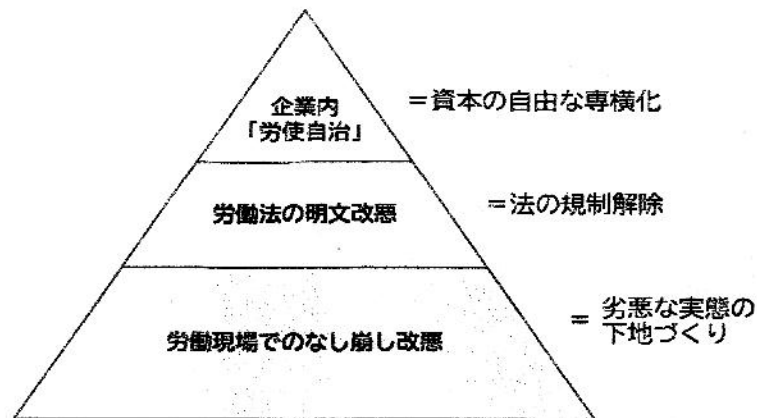 企業内
「労使自治」
=資本の自由な専横化
労働法の明文改悪
=法の規制解除
労働現場でのなし崩し改悪
= 劣悪な実態の
下地づくり